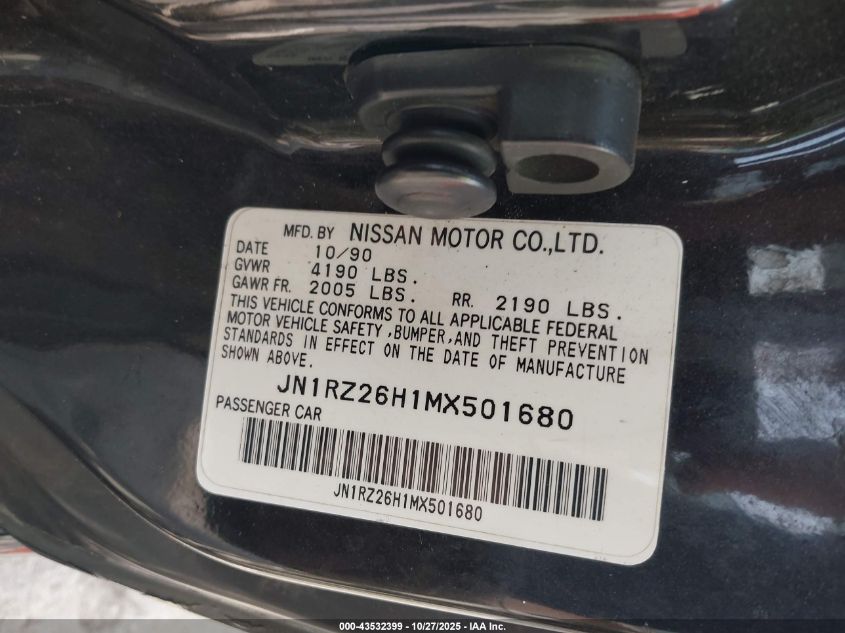 MFD. BY NISSAN MOTOR CO.,LTD.
DATE 10/90
GVWR 4190 LBS.
GAWR FR. 2005 LBS. RR. 2190 LBS.
THIS VEHICLE CONFORMS TO ALL APPLICABLE FEDERAL
MOTOR VEHICLE SAFETY ,BUMPER,AND THEFT PREVENTION
STANDARDS IN EFFECT ON THE DATE OF MANUFACTURE
SHOWN ABOVE.
JN1RZ26H1MX501680
PASSENGER CAR
JN1RZ26H1MX501680
000-43532399 - 10/27/2025 - IAA Inc.